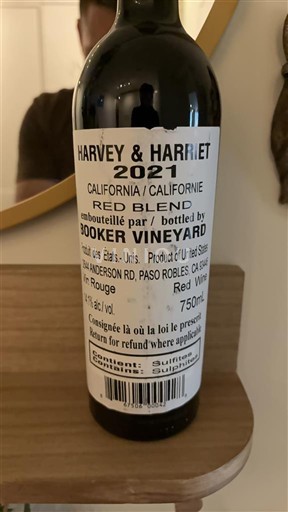 HARVEY & HARRIET
2021
CALIFORNIA / CALIFORNIE
RED BLEND
embouteillé par / bottled by
BOOKER VINEYARD
Produit des États - Unis. Product of United States
ANDERSON RD, PASO ROBLES, CA
Vin Rouge Red Wine
alc / vol. 750mL
Consignée là où la loi le prescrit
Return for refund where applicable
Contient: Sulfites
Contains: Sulphites